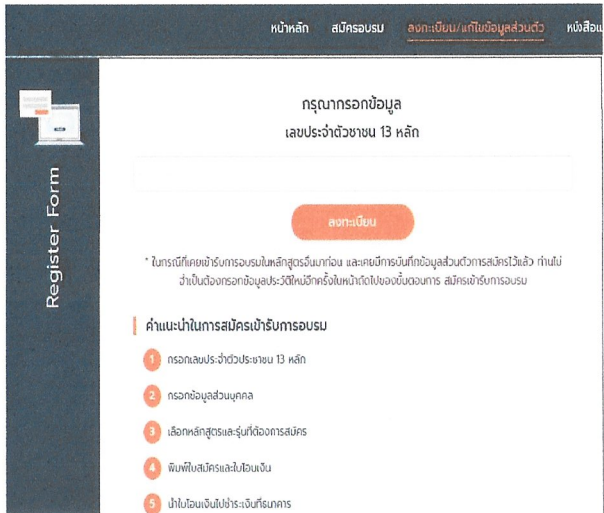 หน้าหลัก สมัครอบรม ลงทะเบียน/แก้ไขข้อมูลส่วนตัว หนังสือแ
Register Form
กรุณากรอกข้อมูล
เลขประจำตัวชาชน 13 หลัก
ลงทะเบียน
* ในกรณีที่เคยเข้ารับการอบรมในหลักสูตรอื่นมาก่อน และเคยมีการบันทึกข้อมูลส่วนตัวการสมัครไว้แล้ว ท่านไม่
จำเป็นต้องกรอกข้อมูลประวัติใหม่อีกครั้งในหน้าถัดไปของขั้นตอนการ สมัครเข้ารับการอบรม
คำแนะนำในการสมัครเข้ารับการอบรม
1 กรอกเลขประจำตัวประชาชน 13 หลัก
2 กรอกข้อมูลส่วนบุคคล
3 เลือกหลักสูตรและรุ่นที่ต้องการสมัคร
4 พิมพ์ใบสมัครและใบโอนเงิน
5 นำใบโอนเงินไปชำระเงินที่ธนาคาร